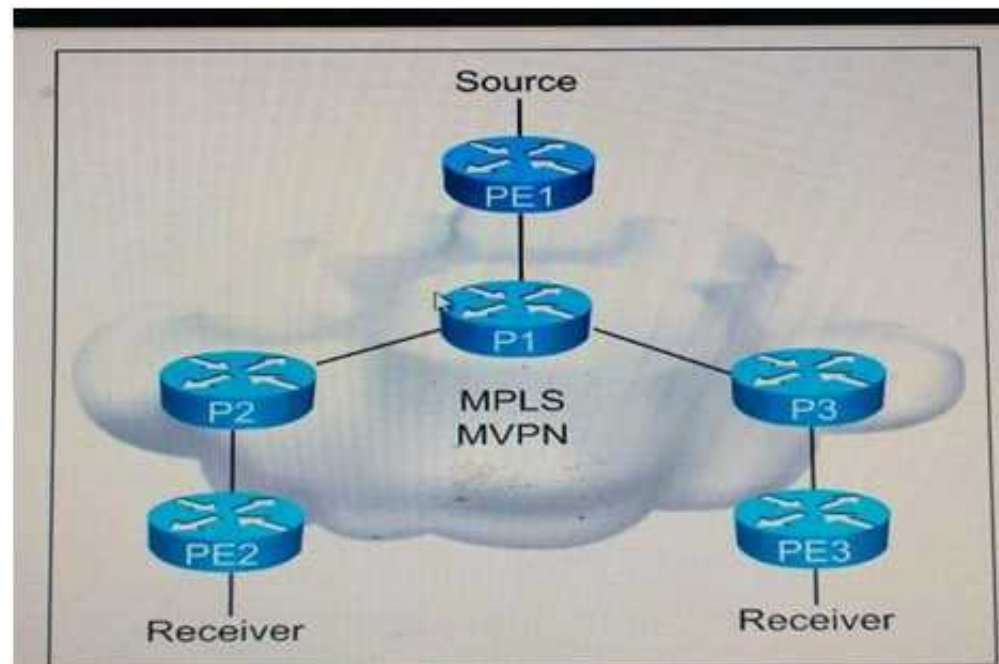 Source
PE1
P1
P2
P3
MPLS
MVPN
PE2
PE3
Receiver
Receiver